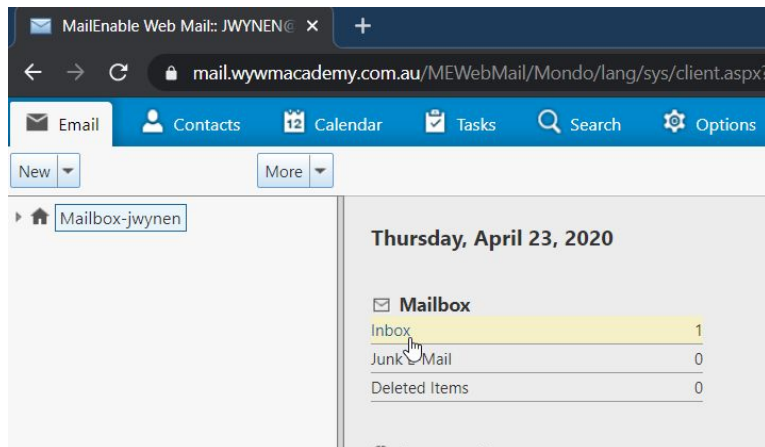 MailEnable Web Mail:: JWYNEN@
mail.wywmacademy.com.au/MEWebMail/Mondo/lang/sys/client.aspx?
Email Contacts 12 Calendar Tasks Search Options
New More
Mailbox-jwynen
Thursday, April 23, 2020
Mailbox
Inbox 1
Junk E-Mail 0
Deleted Items 0